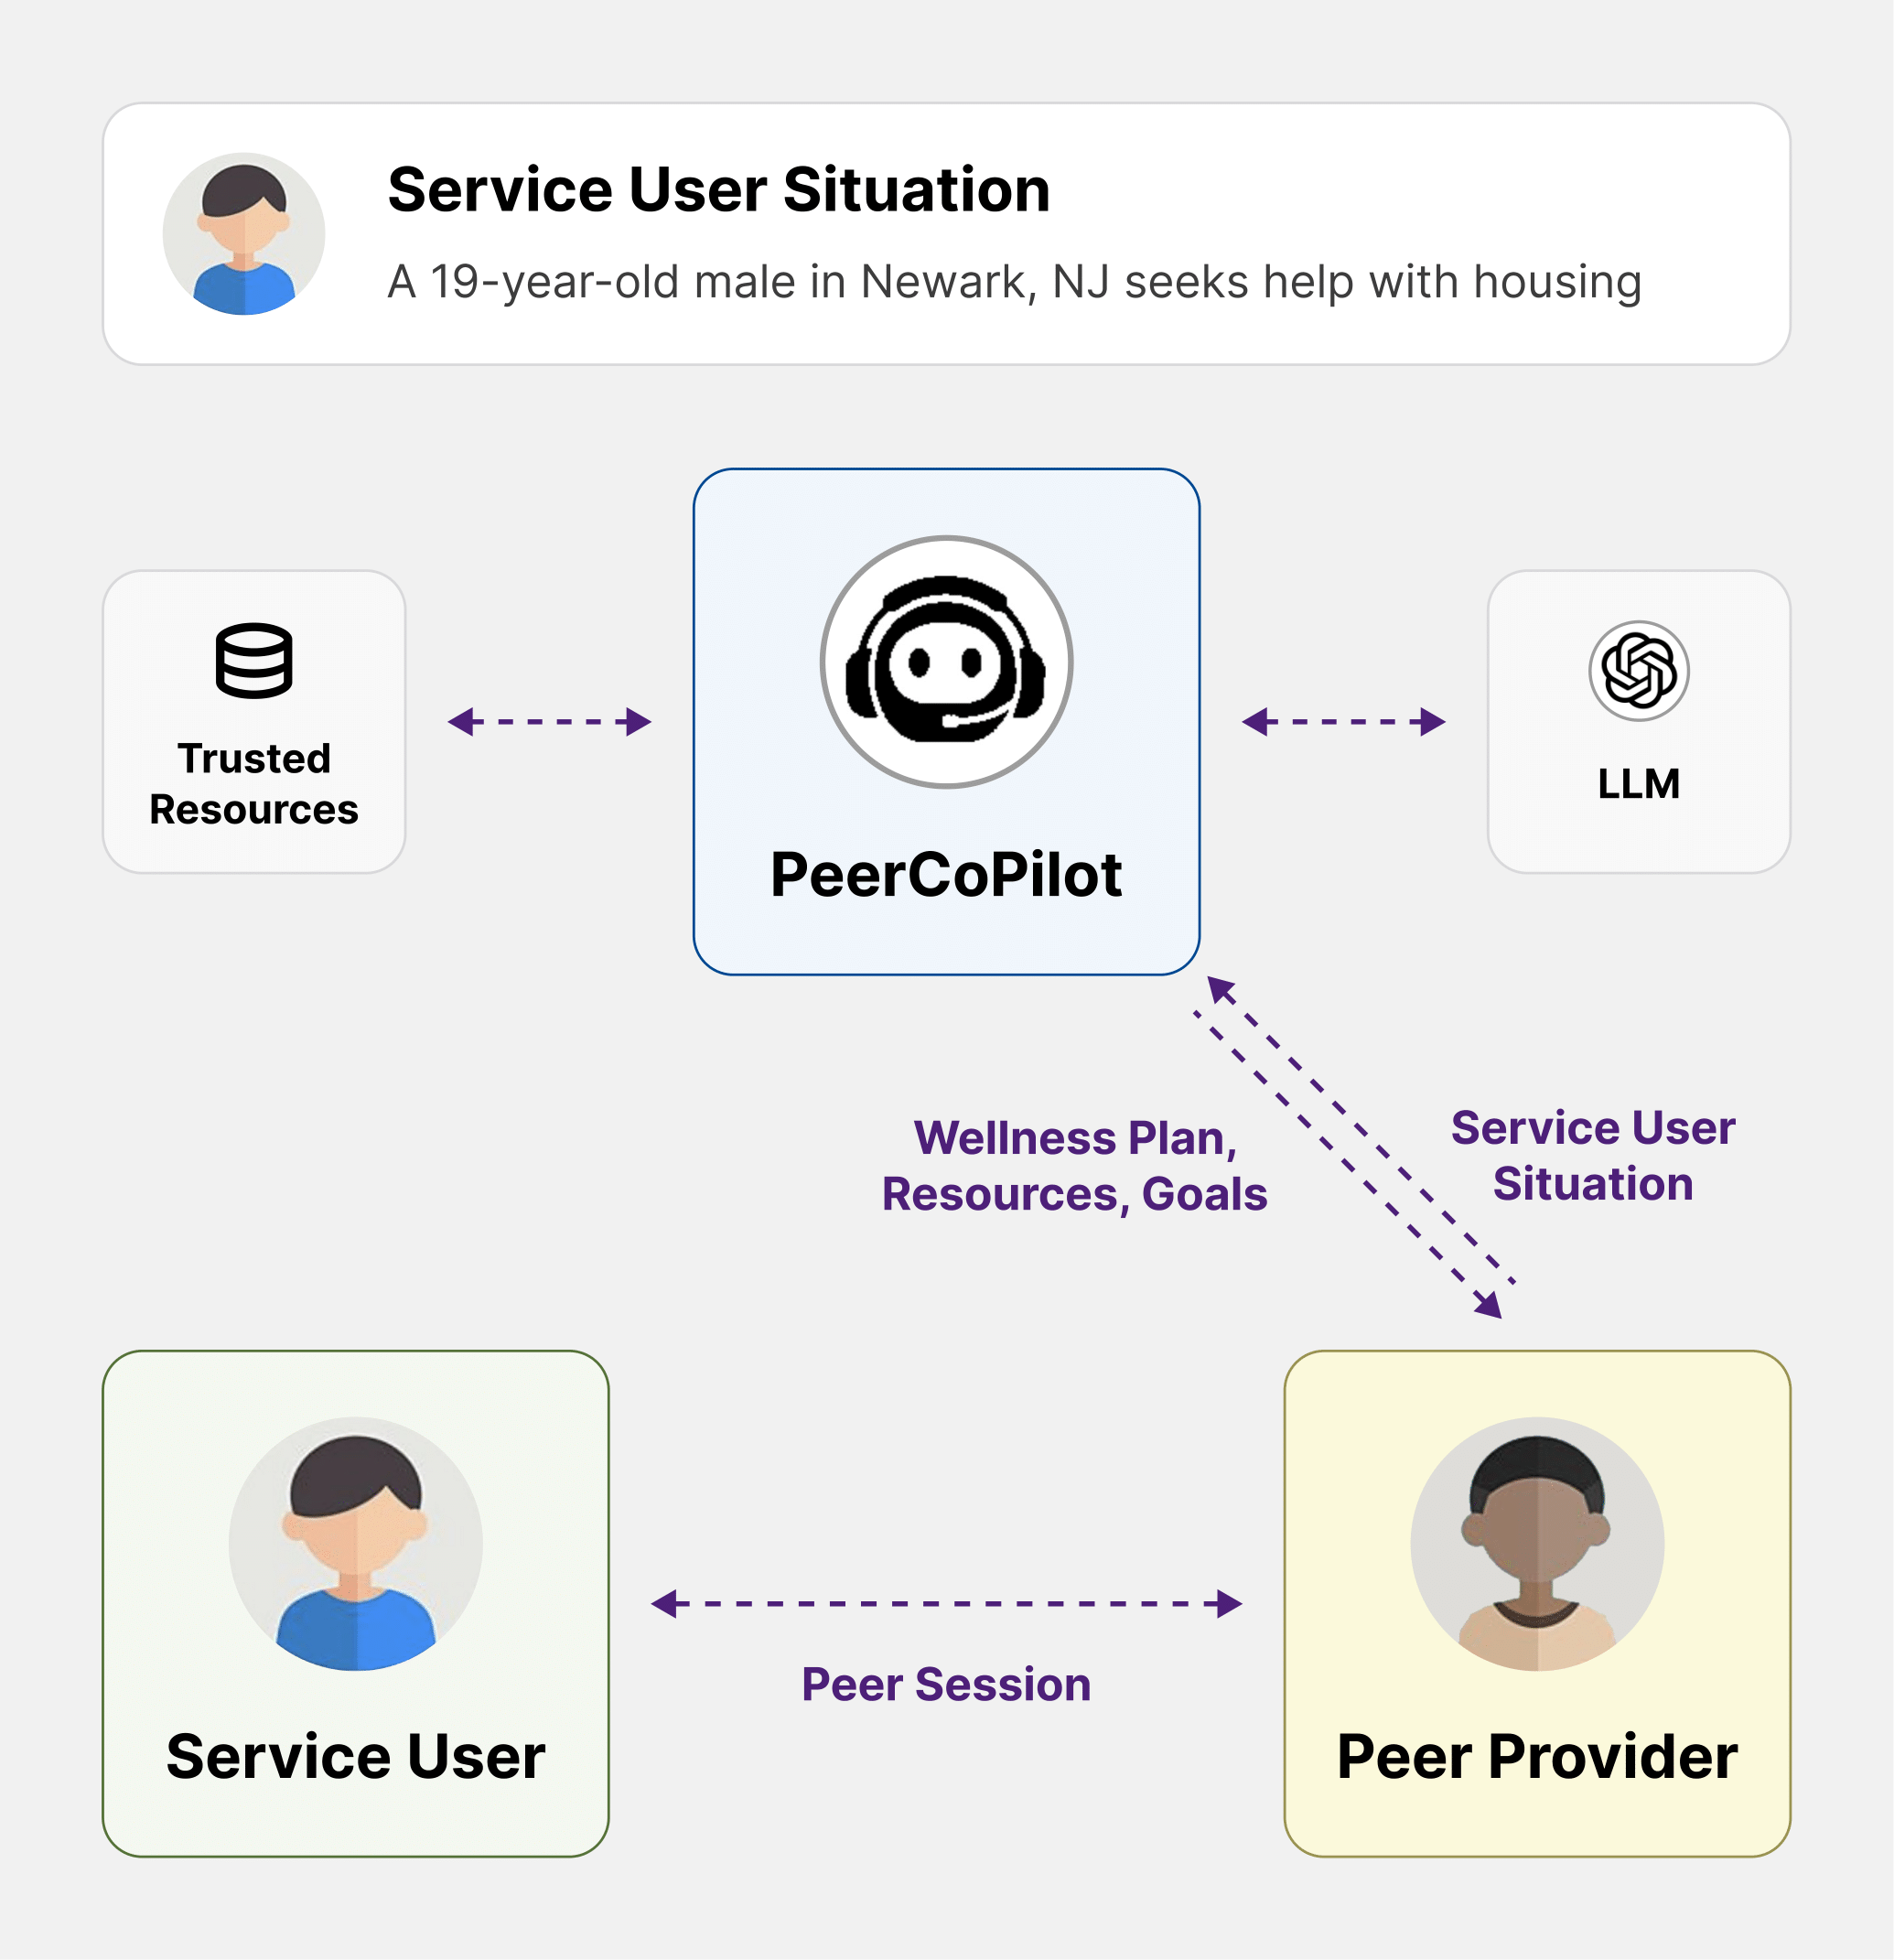 Service User Situation
A 19-year-old male in Newark, NJ seeks help with housing
Trusted
Resources
PeerCoPilot
LLM
Wellness Plan,
Resources, Goals
Service User
Situation
Peer Session
Service User
Peer Provider